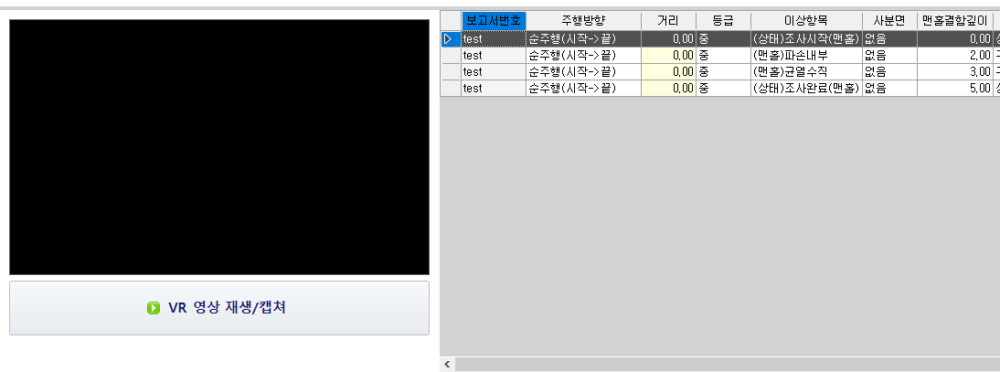 보고서번호 주행방향 거리 등급 이상항목 사분면 맨홀결함깊이
test 순주행(시작->끝) 0,00 중 (상태)조사시작(맨홀) 없음 0,00
test 순주행(시작->끝) 0,00 중 (맨홀)파손내부 없음 2,00
test 순주행(시작->끝) 0,00 중 (맨홀)균열수직 없음 3,00
test 순주행(시작->끝) 0,00 중 (상태)조사완료(맨홀) 없음 5,00
VR 영상 재생/캡쳐